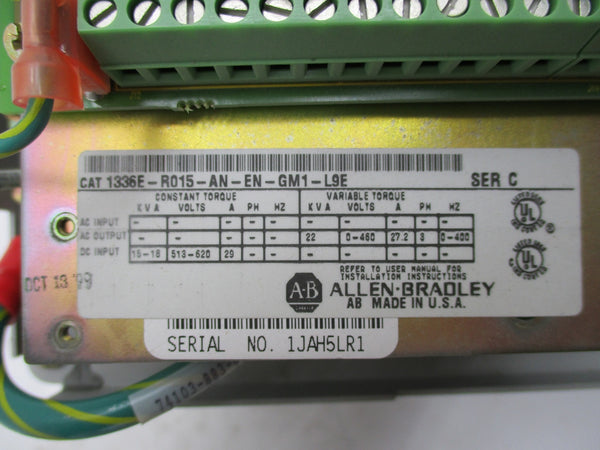 CAT 1336E-R015-AN-EN-GM1-L9E SER C
CONSTANT TORQUE VARIABLE TORQUE
KVA VOLTS A PH HZ KVA VOLTS A PH HZ
AC INPUT - - - - - - - - - -
AC OUTPUT - - - - - 22 0-460 27.2 3 0-400
DC INPUT 15-18 513-620 29 - - - - - - -
REFER TO USER MANUAL FOR
INSTALLATION INSTRUCTIONS
A-B ALLEN-BRADLEY
AB MADE IN U.S.A.
UL
UL
OCT 13 '99
SERIAL NO. 1JAH5LR1